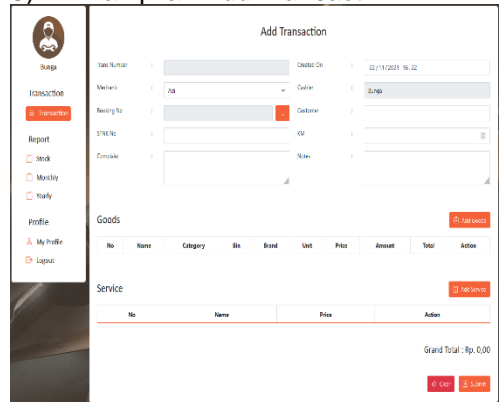 Add Transaction
Bunga
Trans Number :
Created On : 22/11/2024 16.22
Transaction
Mechanic : Adi
Cashier : Bunga
Transaction
Booking No :
Customer :
Report
STNK No :
KM :
Stock
Complaint :
Notes :
Monthly
Yearly
Profile
Goods
Add Goods
My Profile
No Name Category Bin Brand Unit Price Amount Total Action
Logout
Service
Add Service
No Name Price Action
Grand Total : Rp. 0,00
Clear
Submit